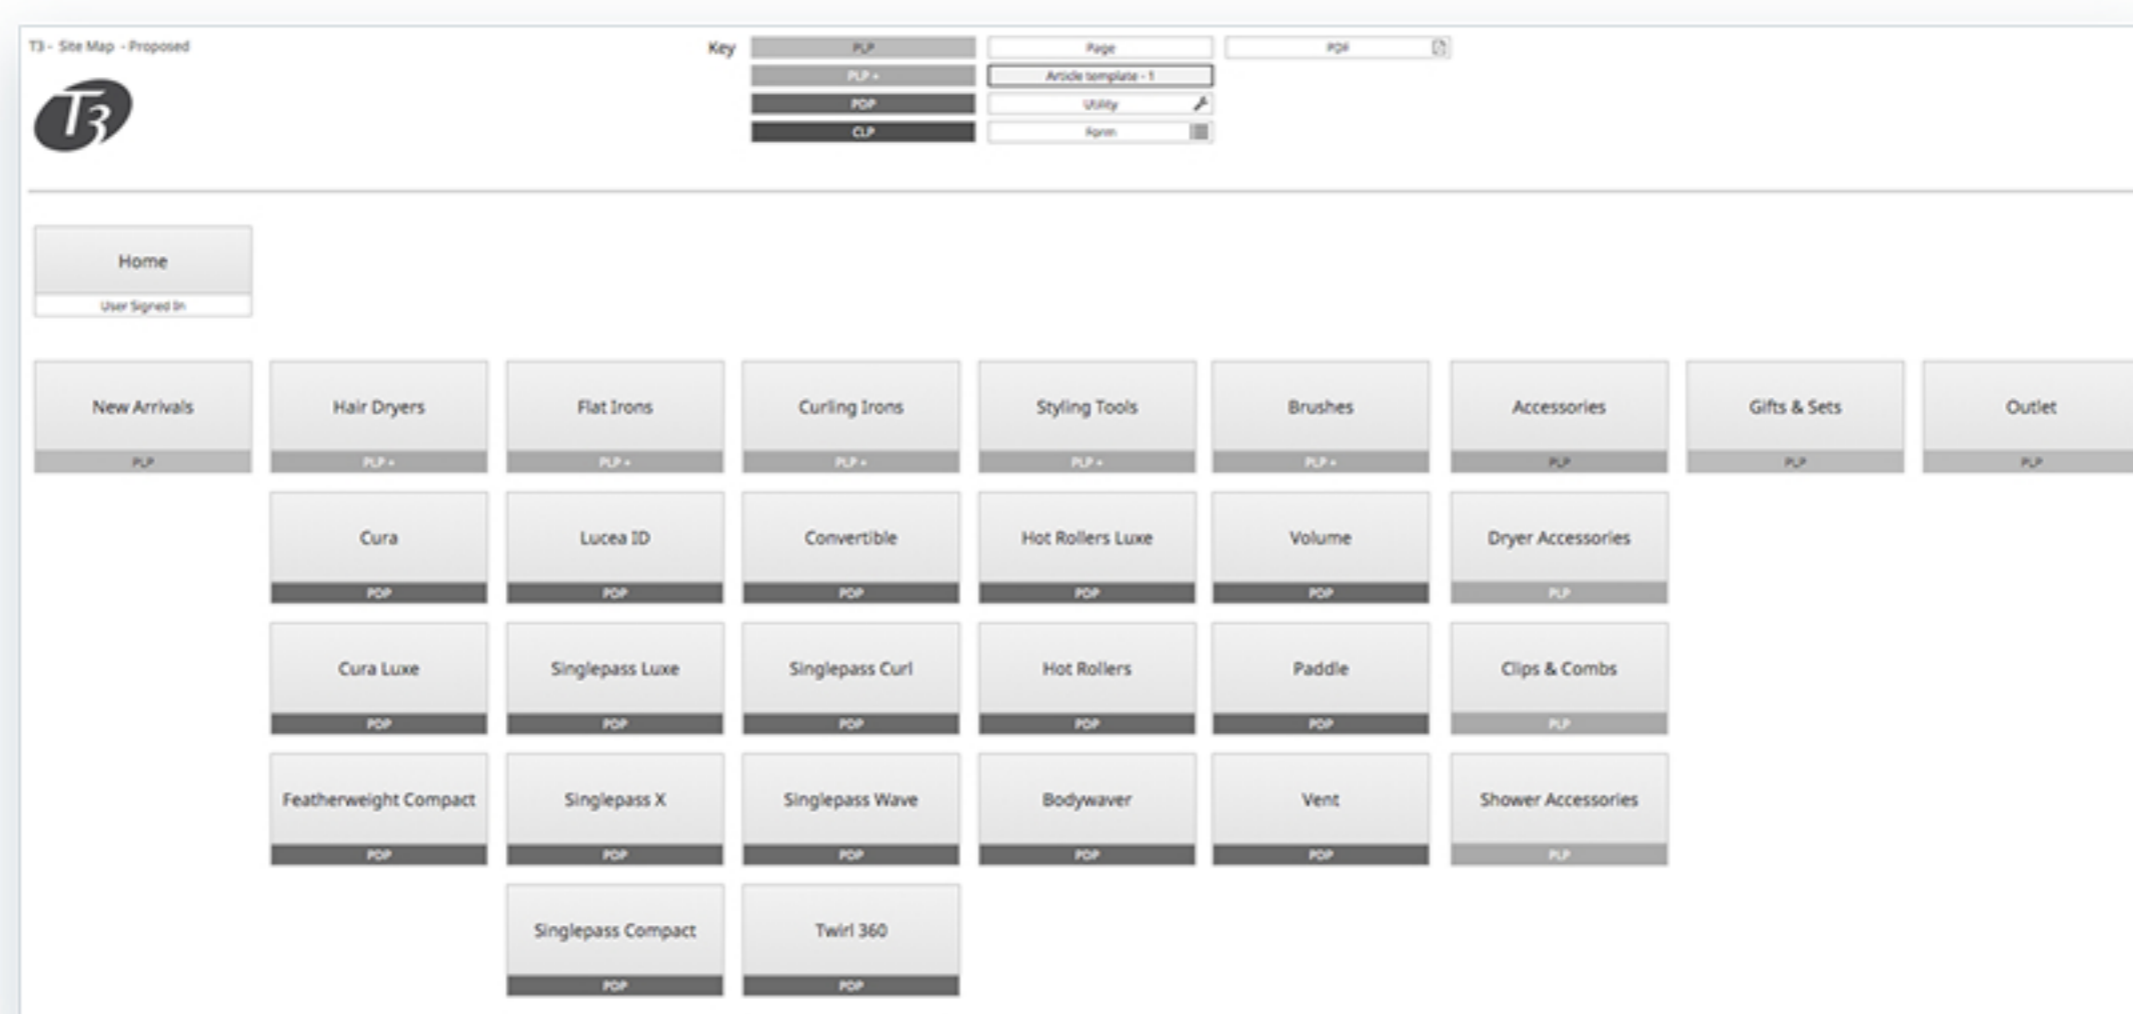 T3 - Site Map - Proposed
Key
PLP
Page
PDF
PLP +
Article template - 1
PDP
Utility
CLP
Form
T3
Home
User Signed In
New Arrivals
Hair Dryers
Flat Irons
Curling Irons
Styling Tools
Brushes
Accessories
Gifts & Sets
Outlet
PLP
PLP +
PLP +
PLP +
PLP +
PLP +
PLP
PLP
PLP
Cura
Lucea ID
Convertible
Hot Rollers Luxe
Volume
Dryer Accessories
PDP
PDP
PDP
PDP
PDP
PLP
Cura Luxe
Singlepass Luxe
Singlepass Curl
Hot Rollers
Paddle
Clips & Combs
PDP
PDP
PDP
PDP
PDP
PLP
Featherweight Compact
Singlepass X
Singlepass Wave
Bodywaver
Vent
Shower Accessories
PDP
PDP
PDP
PDP
PDP
PLP
Singlepass Compact
Twirl 360
PDP
PDP